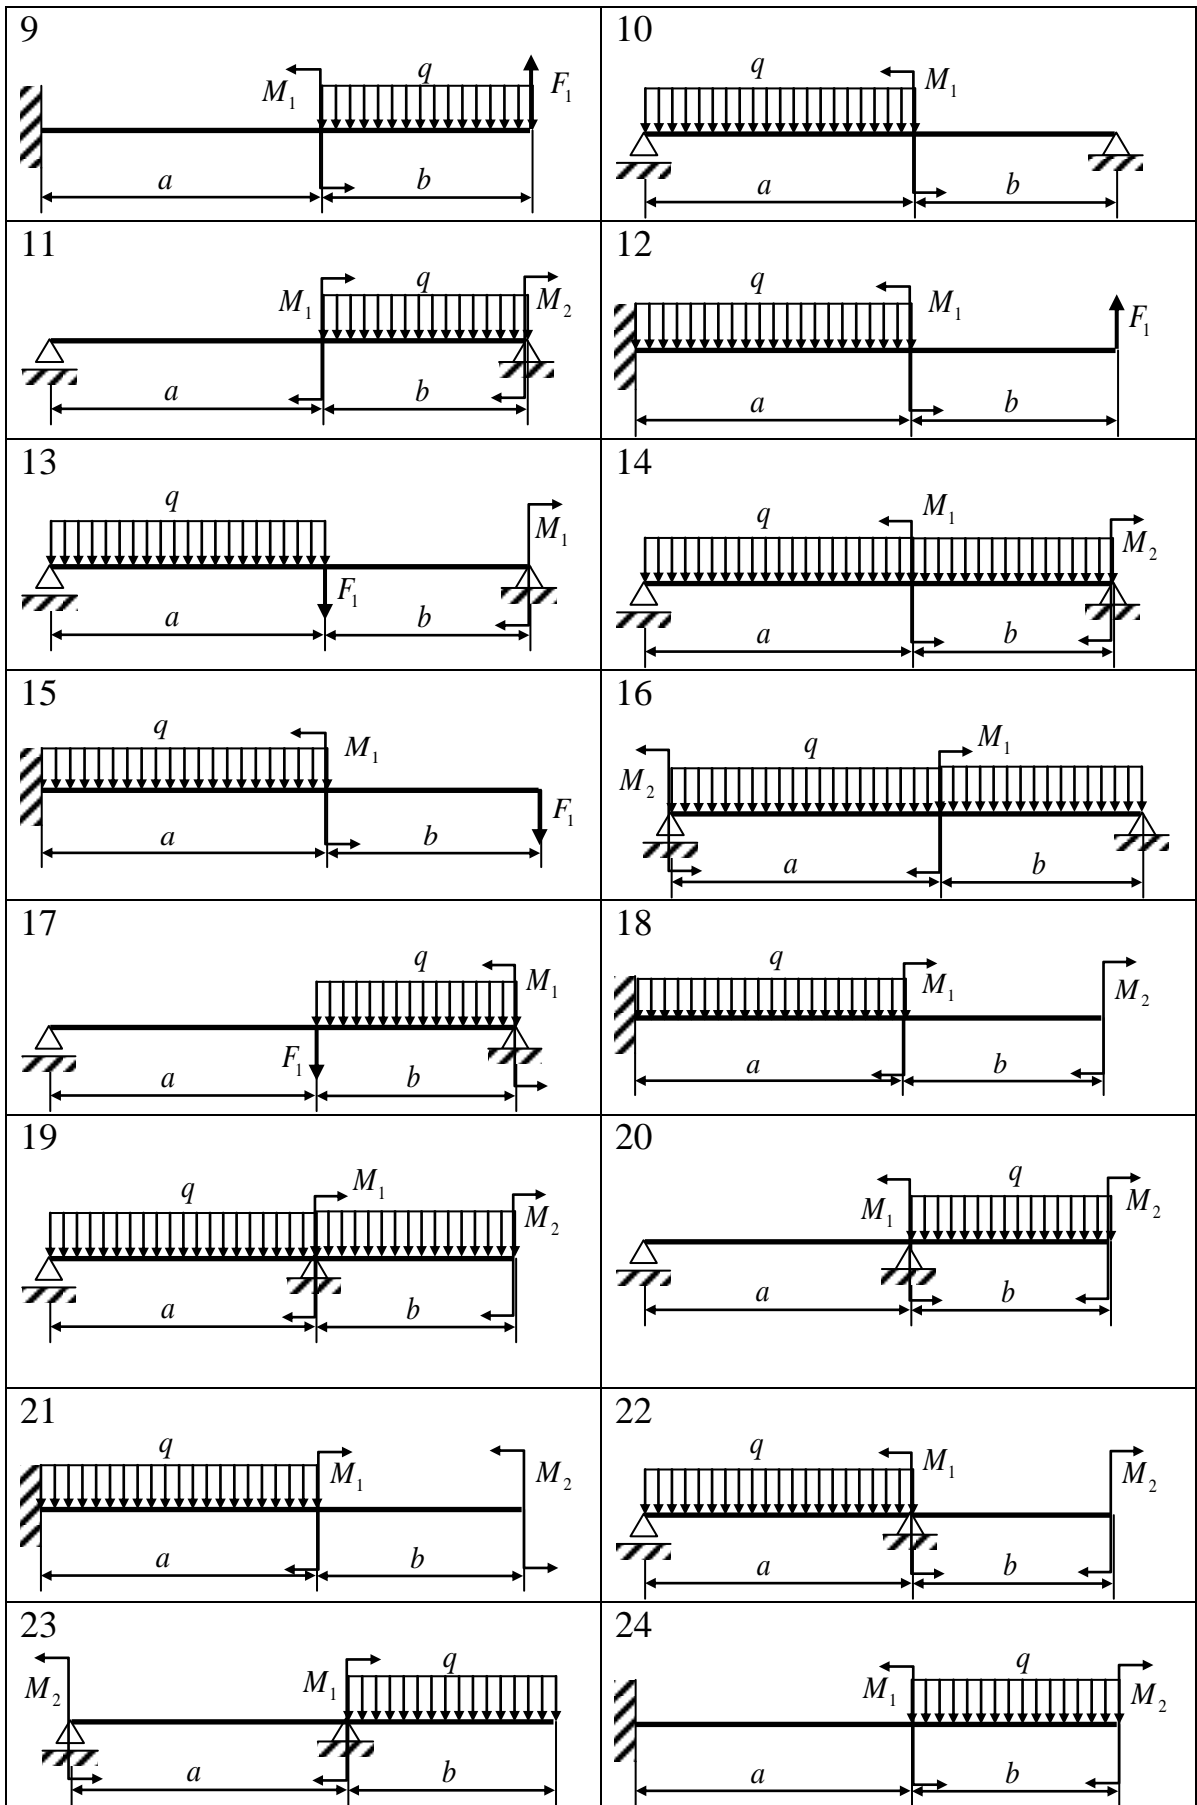 9
M₁ q F₁
a b
10
q M₁
a b
11
M₁ q M₂
a b
12
q M₁ F₁
a b
13
q M₁
F₁
a b
14
q M₁ M₂
a b
15
q M₁
F₁
a b
16
M₂ q M₁
a b
17
q M₁
F₁
a b
18
q M₁ M₂
a b
19
q M₁ M₂
a b
20
M₁ q M₂
a b
21
q M₁ M₂
a b
22
q M₁ M₂
a b
23
M₂ M₁ q
a b
24
M₁ q M₂
a b